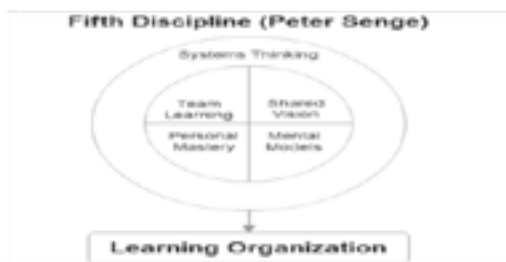 Fifth Discipline (Peter Senge)
Systems Thinking
Team
Learning
Shared
Vision
Personal
Mastery
Mental
Models
Learning Organization